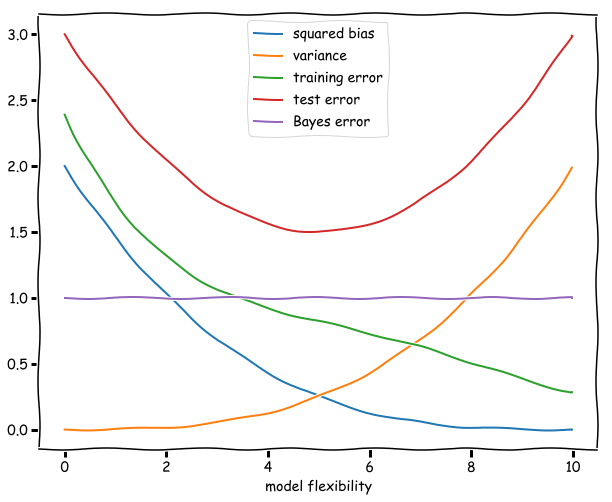 squared bias
variance
training error
test error
Bayes error
3.0
2.5
2.0
1.5
1.0
0.5
0.0
0 2 4 6 8 10
model flexibility